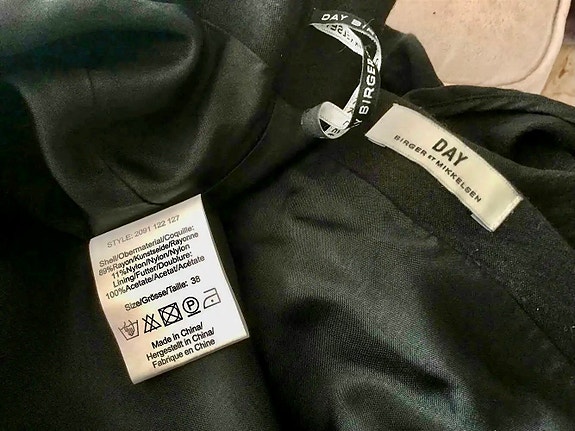 DAY BIRGER
DAY
BIRGER ET MIKKELSEN
STYLE: 2091 122 127
Shell/Obermaterial/Coquille:
89%Rayon/Kunstseide/Rayonne
11%Nylon/Nylon/Nylon
Lining/Futter/Doublure:
100%Acetate/Acetat/Acétate
Size/Grösse/Taille: 38
Made in China/
Hergestellt in China/
Fabrique en Chine